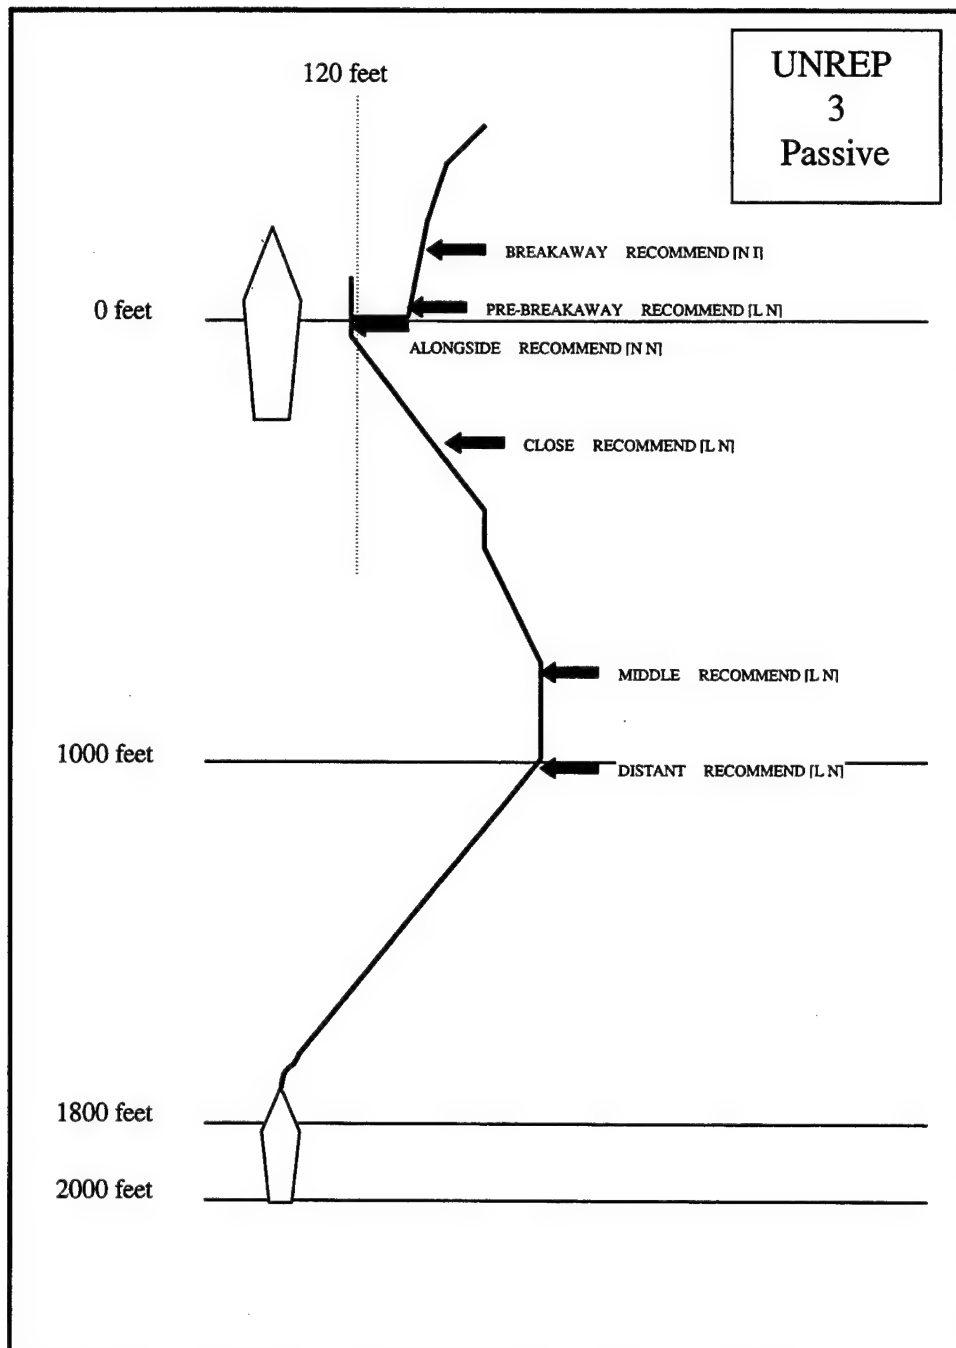 120 feet
UNREP
3
Passive
BREAKAWAY RECOMMEND [N I]
0 feet
PRE-BREAKAWAY RECOMMEND [L N]
ALONGSIDE RECOMMEND [N N]
CLOSE RECOMMEND [L N]
MIDDLE RECOMMEND [L N]
1000 feet
DISTANT RECOMMEND [L N]
1800 feet
2000 feet